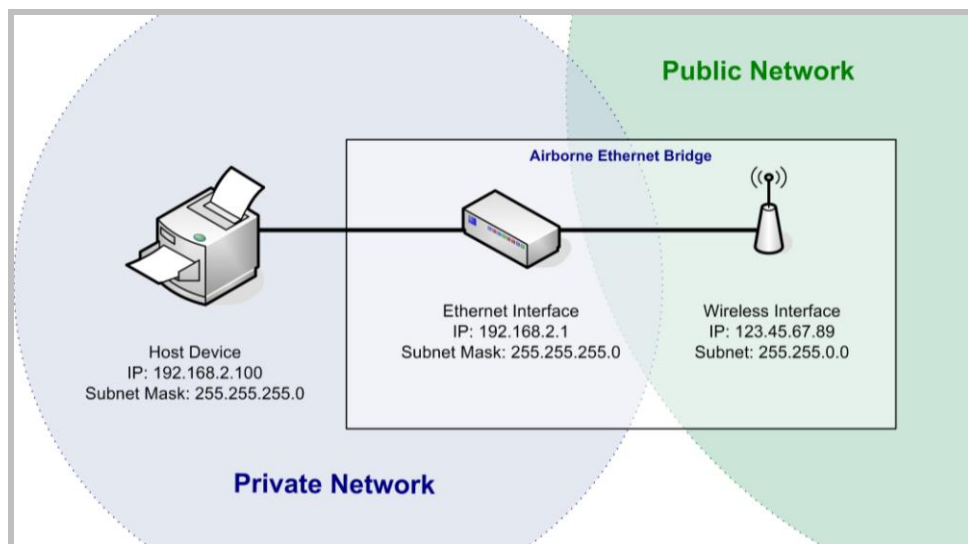 Public Network
Airborne Ethernet Bridge
Ethernet Interface
IP: 192.168.2.1
Subnet Mask: 255.255.255.0
Wireless Interface
IP: 123.45.67.89
Subnet: 255.255.0.0
Host Device
IP: 192.168.2.100
Subnet Mask: 255.255.255.0
Private Network